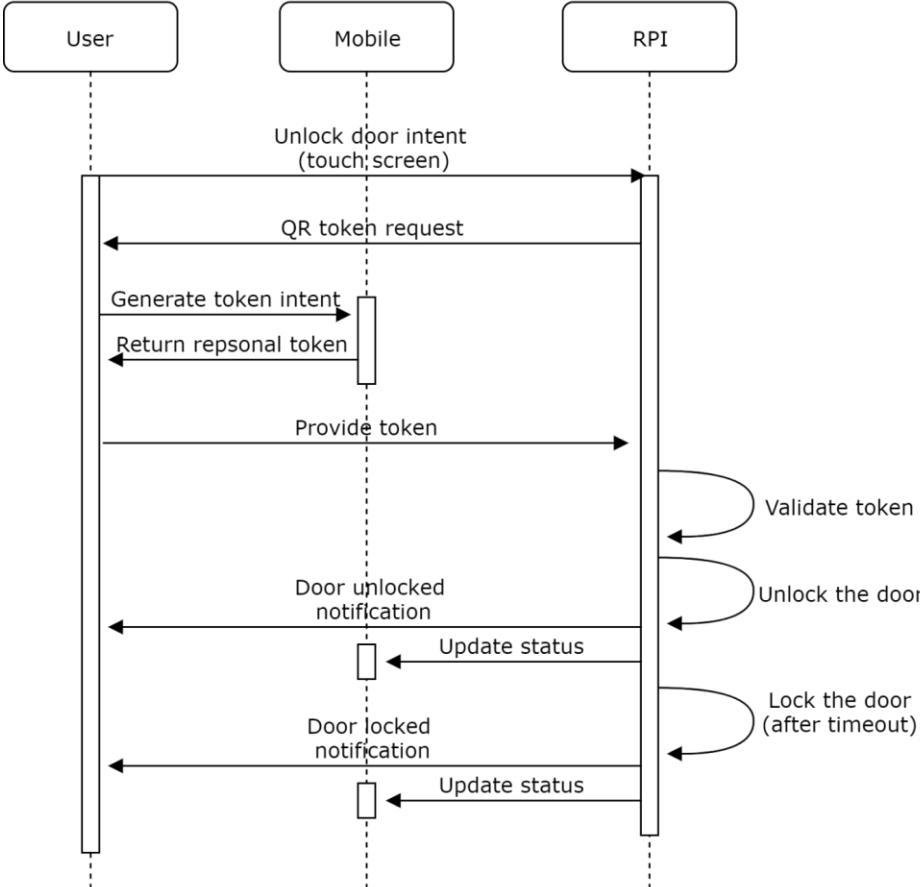 User
Mobile
RPI
Unlock door intent
(touch screen)
QR token request
Generate token intent
Return repsonal token
Provide token
Validate token
Unlock the door
Door unlocked
notification
Update status
Lock the door
(after timeout)
Door locked
notification
Update status